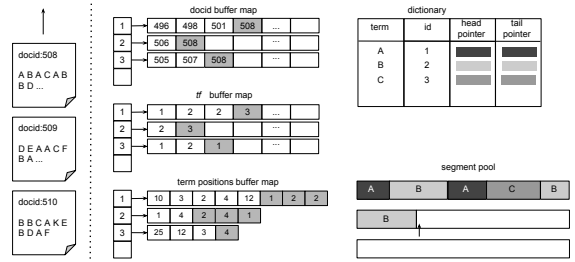 docid buffer map
1 496 498 501 508 ...
2 506 508 ...
3 505 507 508 ...
tf buffer map
1 1 2 2 3 ...
2 2 3 ...
3 1 2 1 ...
term positions buffer map
1 10 3 2 4 12 1 2 2
2 1 4 2 4 1
3 25 12 3 4
docid:508
A B A C A B
B D ...
docid:509
D E A A C F
B A ...
docid:510
B B C A K E
B D A F
dictionary
term id head pointer tail pointer
A 1
B 2
C 3
segment pool
A B A C B
B